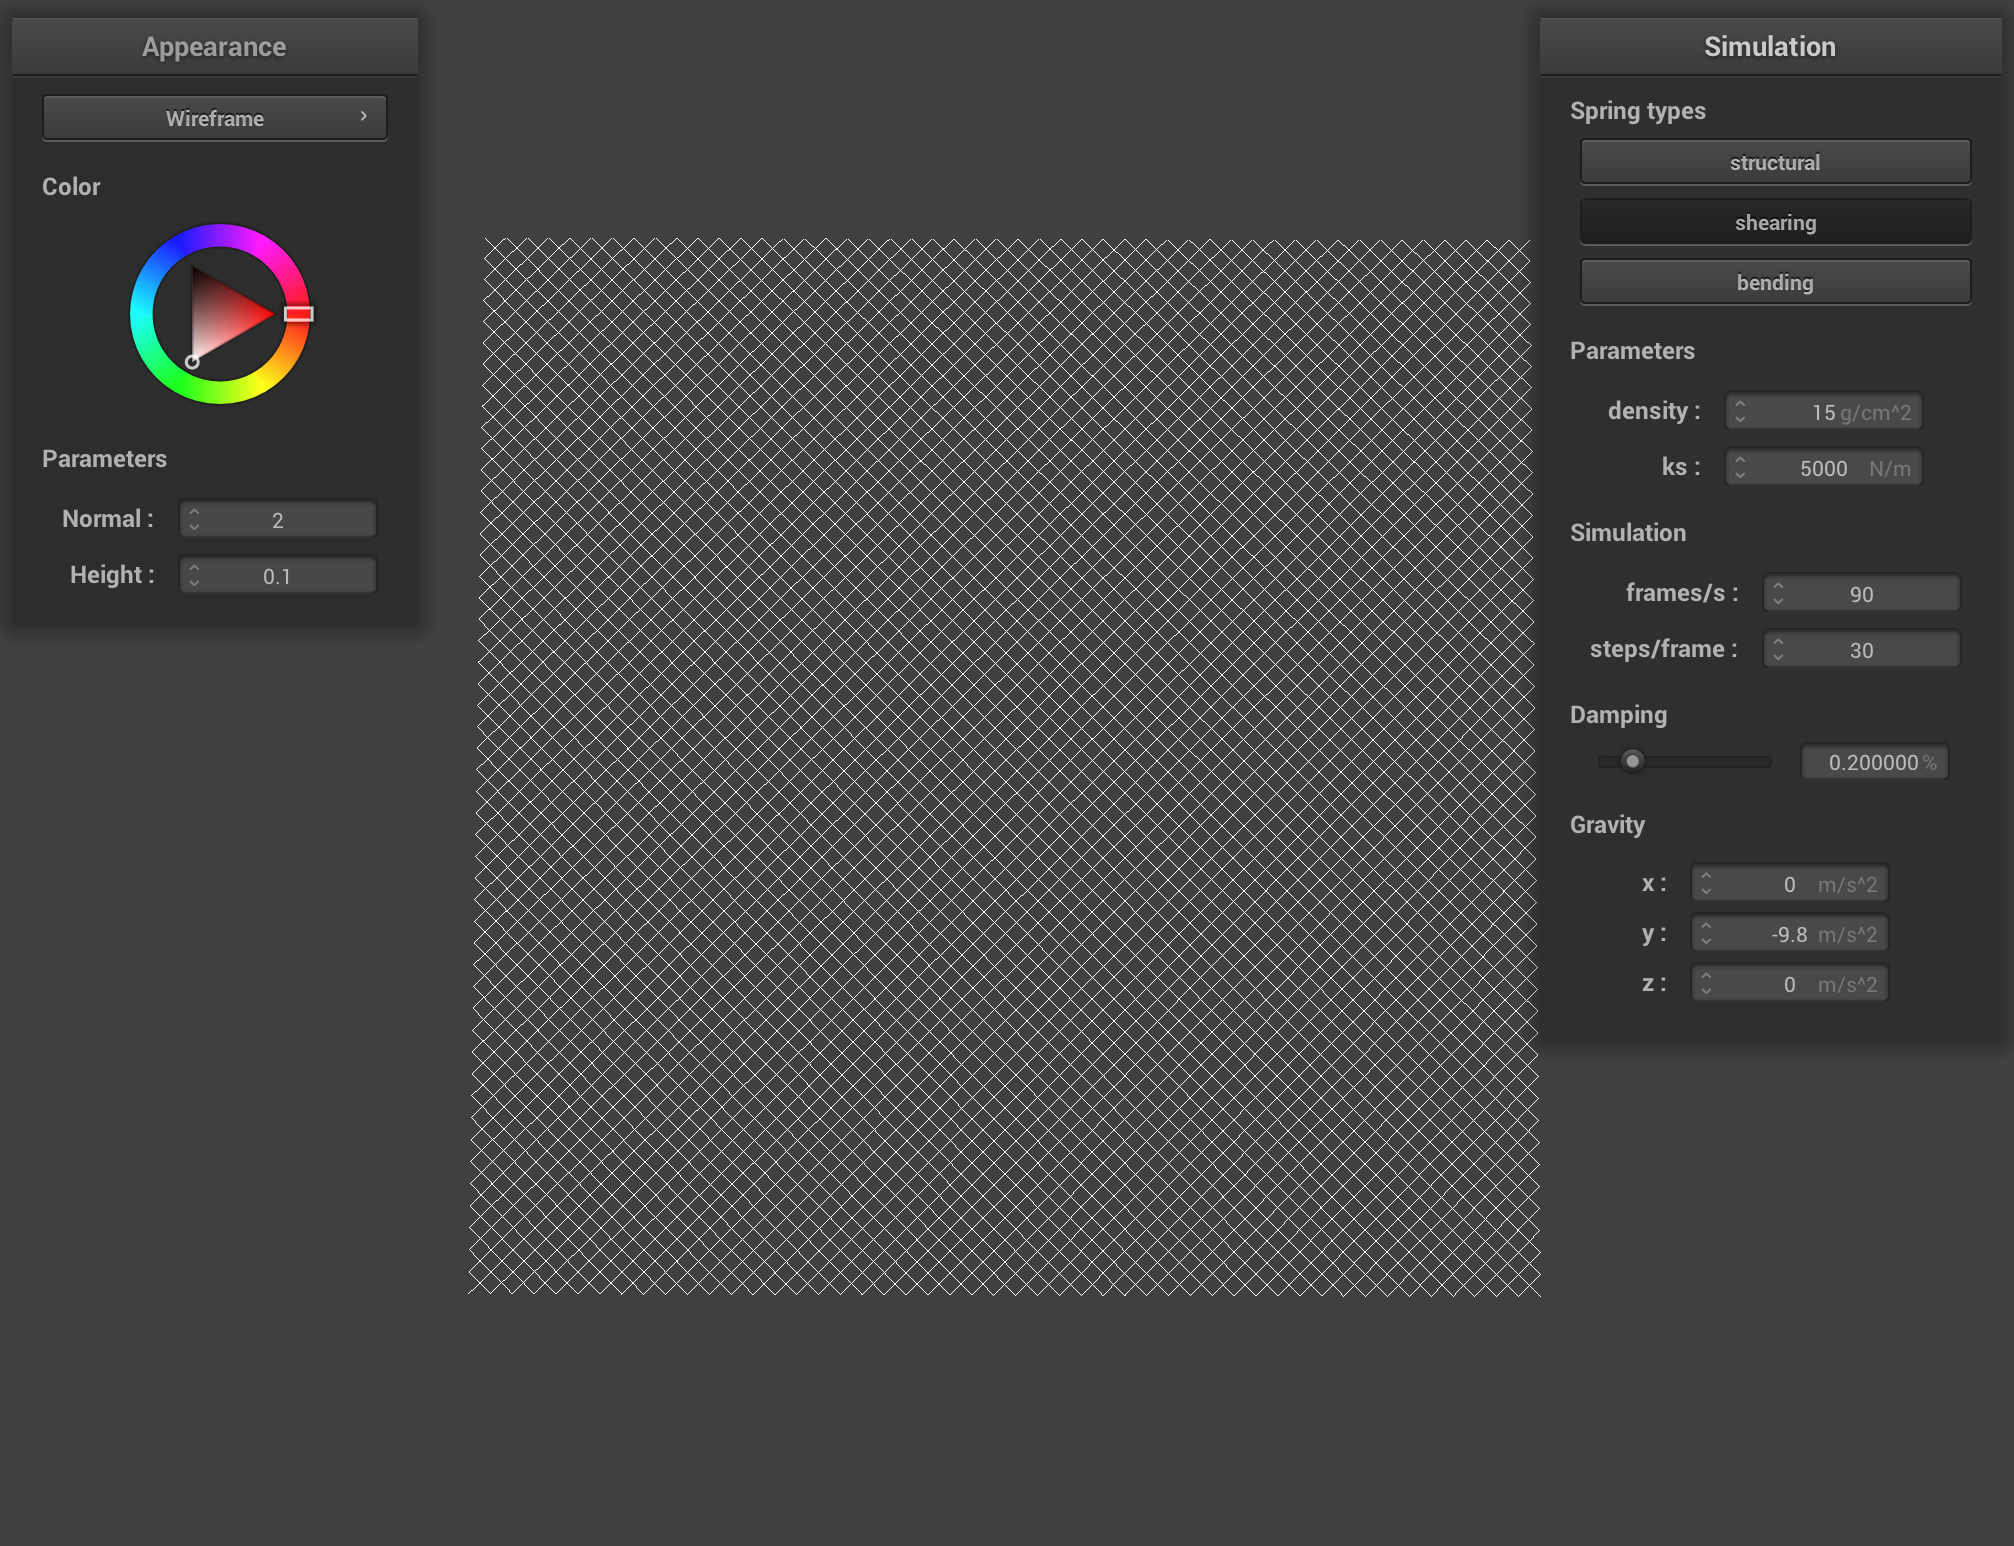 Appearance
Wireframe
Color
Parameters
Normal : 2
Height : 0.1
Simulation
Spring types
structural
shearing
bending
Parameters
density : 15 g/cm^2
ks : 5000 N/m
Simulation
frames/s : 90
steps/frame : 30
Damping
0.200000 %
Gravity
x : 0 m/s^2
y : -9.8 m/s^2
z : 0 m/s^2